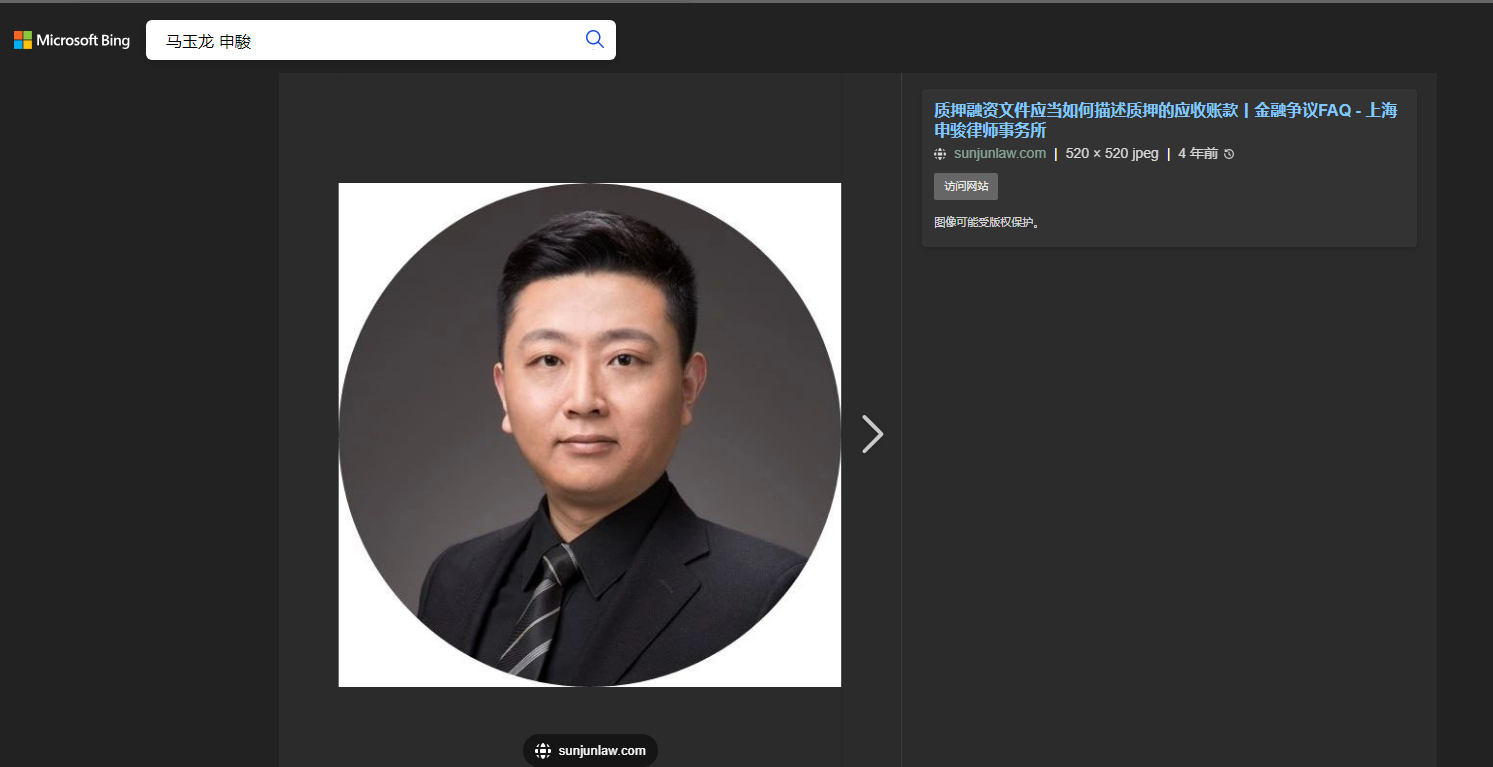 Microsoft Bing
马玉龙 申駿
质押融资文件应当如何描述质押的应收账款丨金融争议FAQ - 上海
申骏律师事务所
sunjunlaw.com | 520 × 520 jpeg | 4 年前
访问网站
图像可能受版权保护。
sunjunlaw.com